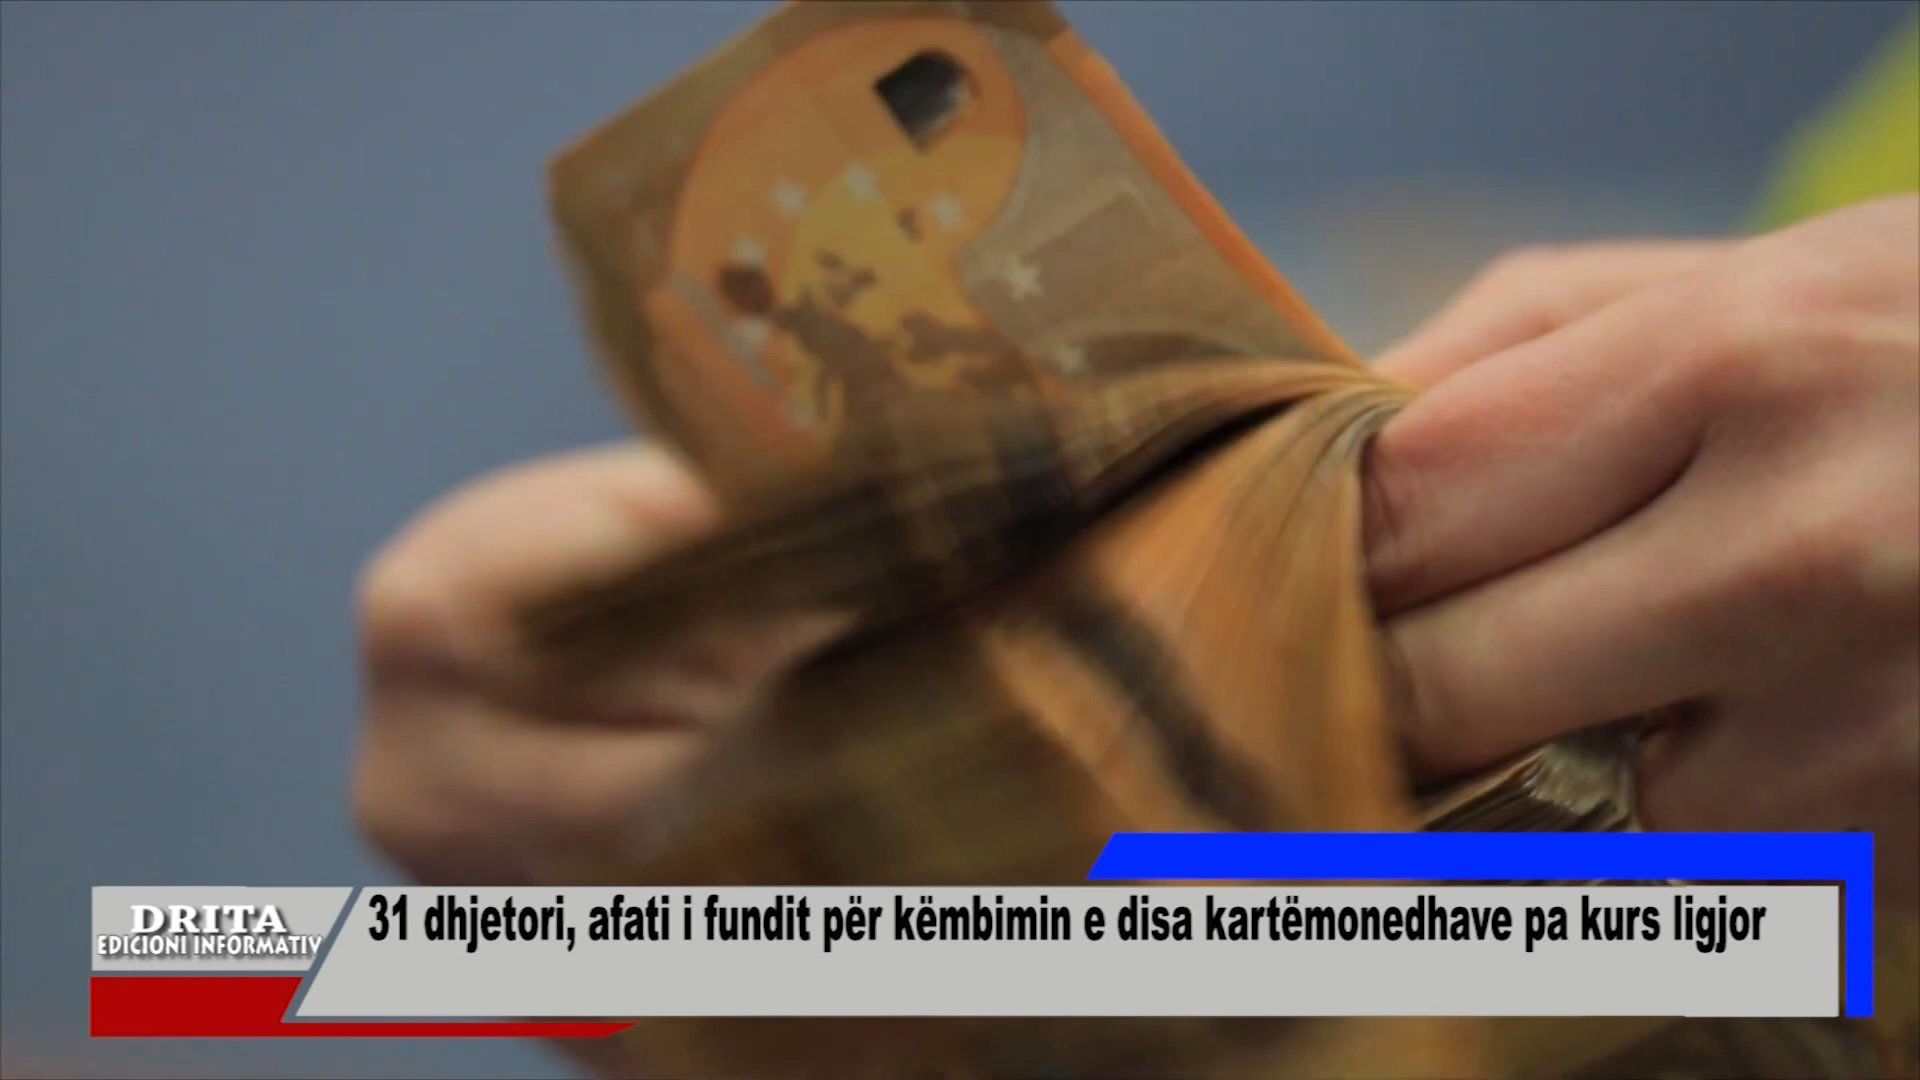 DRITA
EDICIONI INFORMATIV
31 dhjetori, afati i fundit për këmbimin e disa kartëmonedhave pa kurs ligjor